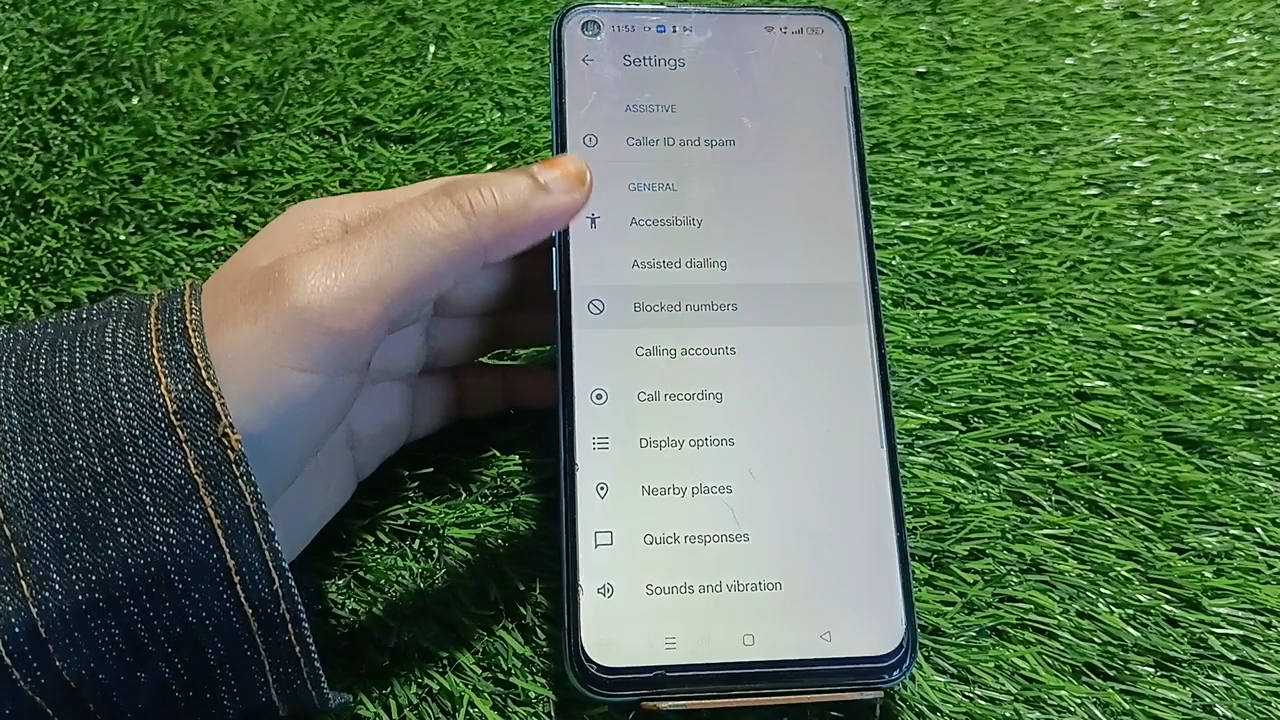 11:53
Settings
ASSISTIVE
Caller ID and spam
GENERAL
Accessibility
Assisted dialling
Blocked numbers
Calling accounts
Call recording
Display options
Nearby places
Quick responses
Sounds and vibration